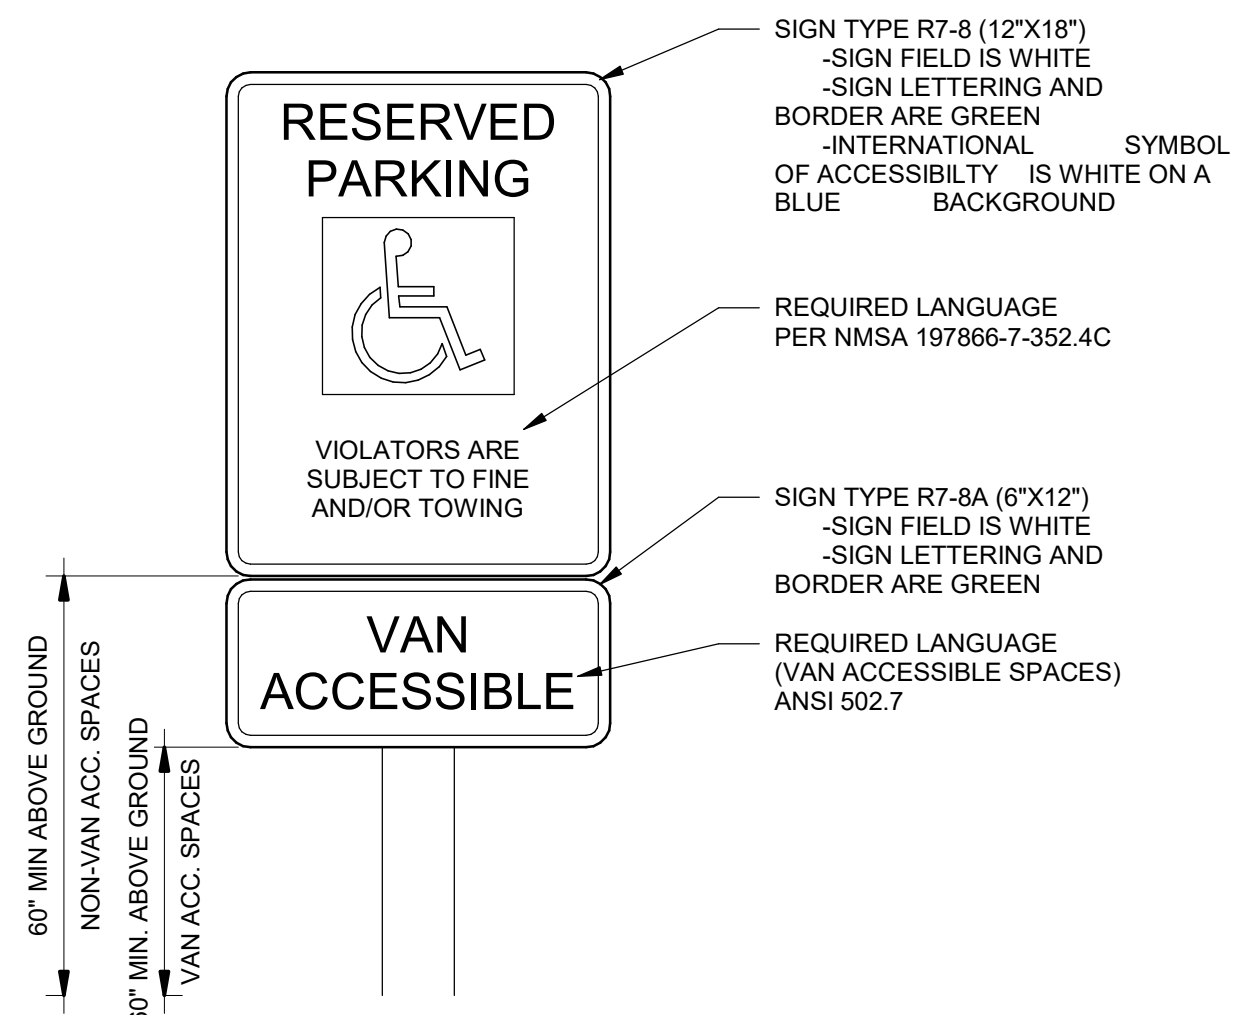 SIGN TYPE R7-8 (12"X18")
-SIGN FIELD IS WHITE
-SIGN LETTERING AND
BORDER ARE GREEN
-INTERNATIONAL SYMBOL
OF ACCESSIBILTY IS WHITE ON A
BLUE BACKGROUND
RESERVED
PARKING
REQUIRED LANGUAGE
PER NMSA 197866-7-352.4C
VIOLATORS ARE
SUBJECT TO FINE
AND/OR TOWING
SIGN TYPE R7-8A (6"X12")
-SIGN FIELD IS WHITE
-SIGN LETTERING AND
BORDER ARE GREEN
VAN
ACCESSIBLE
REQUIRED LANGUAGE
(VAN ACCESSIBLE SPACES)
ANSI 502.7
60" MIN ABOVE GROUND
NON-VAN ACC. SPACES
60" MIN. ABOVE GROUND
VAN ACC. SPACES